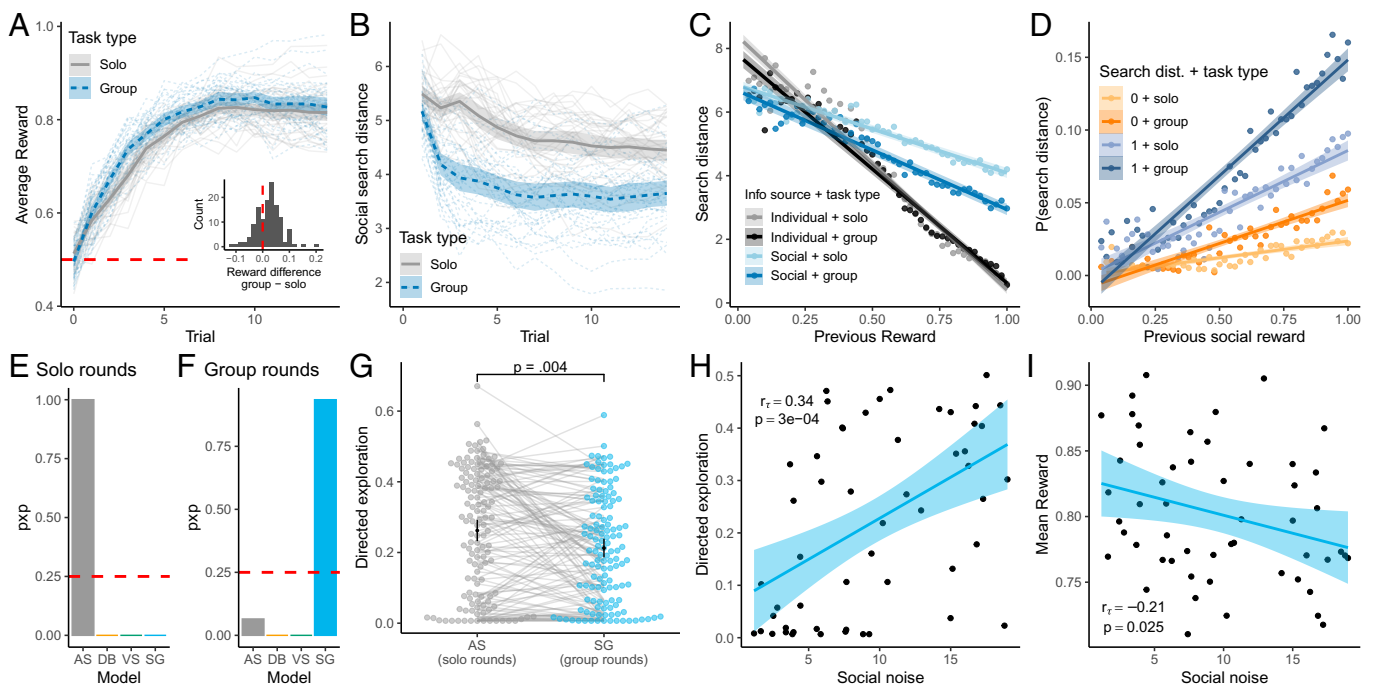 A
Task type
Solo
Group
Average Reward
1.0
0.8
0.6
0.4
0
5
10
Trial
Count
20
10
0
−0.1
0.0
0.1
0.2
Reward difference
group − solo
B
Social search distance
6
5
4
3
2
Task type
Solo
Group
0
5
10
Trial
C
Search distance
8
6
4
2
0
Info source + task type
Individual + solo
Individual + group
Social + solo
Social + group
0.00
0.25
0.50
0.75
1.00
Previous Reward
D
Search dist. + task type
0 + solo
0 + group
1 + solo
1 + group
P(search distance)
0.15
0.10
0.05
0.00
0.00
0.25
0.50
0.75
1.00
Previous social reward
E Solo rounds
pxp
1.00
0.75
0.50
0.25
0.00
AS DB VS SG
Model
F Group rounds
pxp
0.75
0.50
0.25
0.00
AS DB VS SG
Model
G
p = .004
Directed exploration
0.6
0.4
0.2
0.0
AS
(solo rounds)
SG
(group rounds)
H
rτ = 0.34
p = 3e−04
Directed exploration
0.5
0.4
0.3
0.2
0.1
0.0
5
10
15
Social noise
I
Mean Reward
0.90
0.85
0.80
0.75
rτ = −0.21
p = 0.025
5
10
15
Social noise